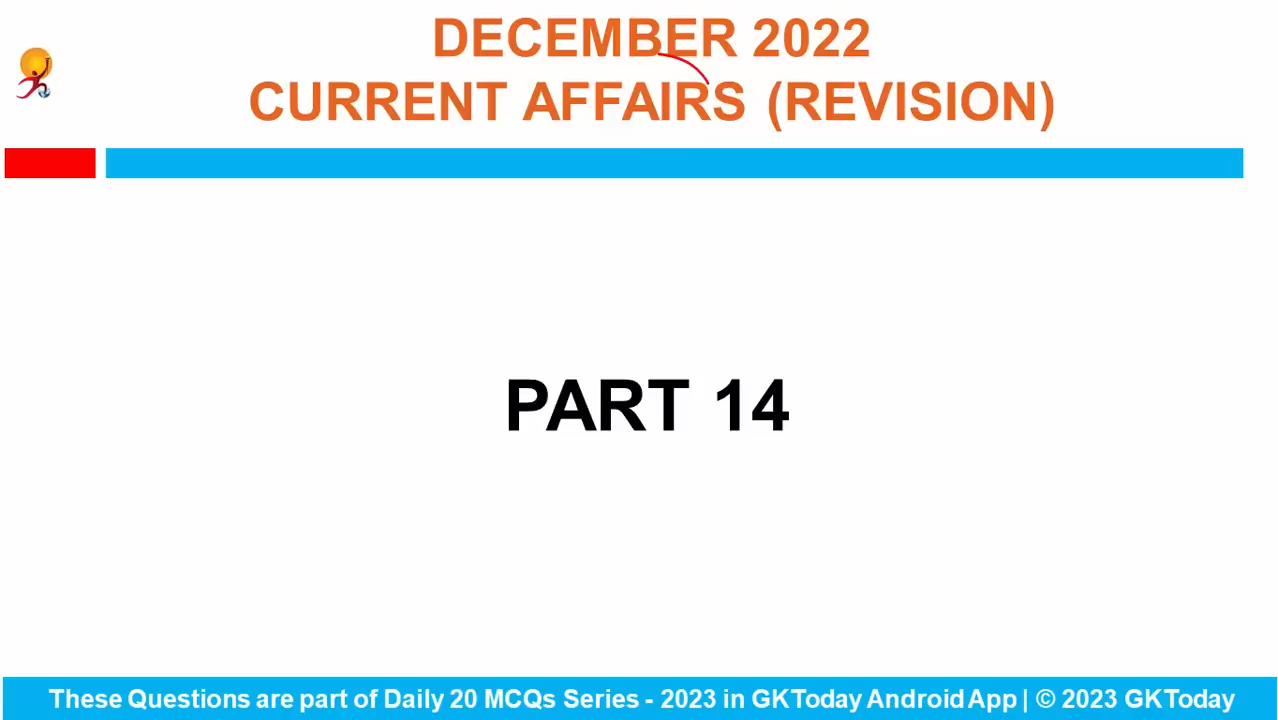 DECEMBER 2022
CURRENT AFFAIRS (REVISION)
PART 14
These Questions are part of Daily 20 MCQs Series - 2023 in GKToday Android App | © 2023 GKToday